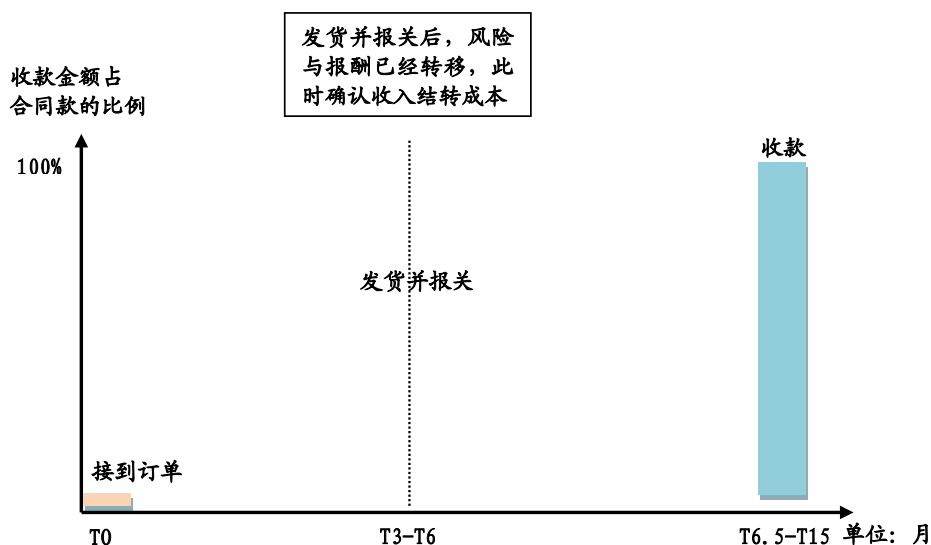 发货并报关后，风险
与报酬已经转移，此
时确认收入结转成本
收款金额占
合同款的比例
100%
收款
发货并报关
接到订单
T0
T3-T6
T6.5-T15
单位：月